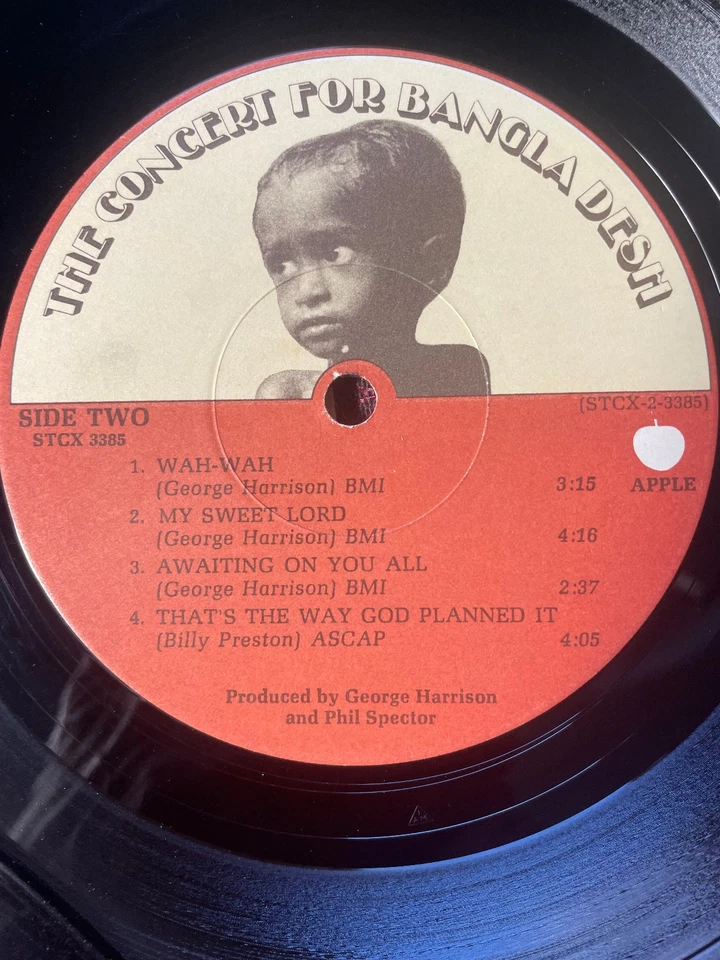 THE CONCERT FOR BANGLA DESH
SIDE TWO
STCX 3385
(STCX-2-3385)
1. WAH-WAH
(George Harrison) BMI 3:15
APPLE
2. MY SWEET LORD
(George Harrison) BMI 4:16
3. AWAITING ON YOU ALL
(George Harrison) BMI 2:37
4. THAT'S THE WAY GOD PLANNED IT
(Billy Preston) ASCAP 4:05
Produced by George Harrison
and Phil Spector